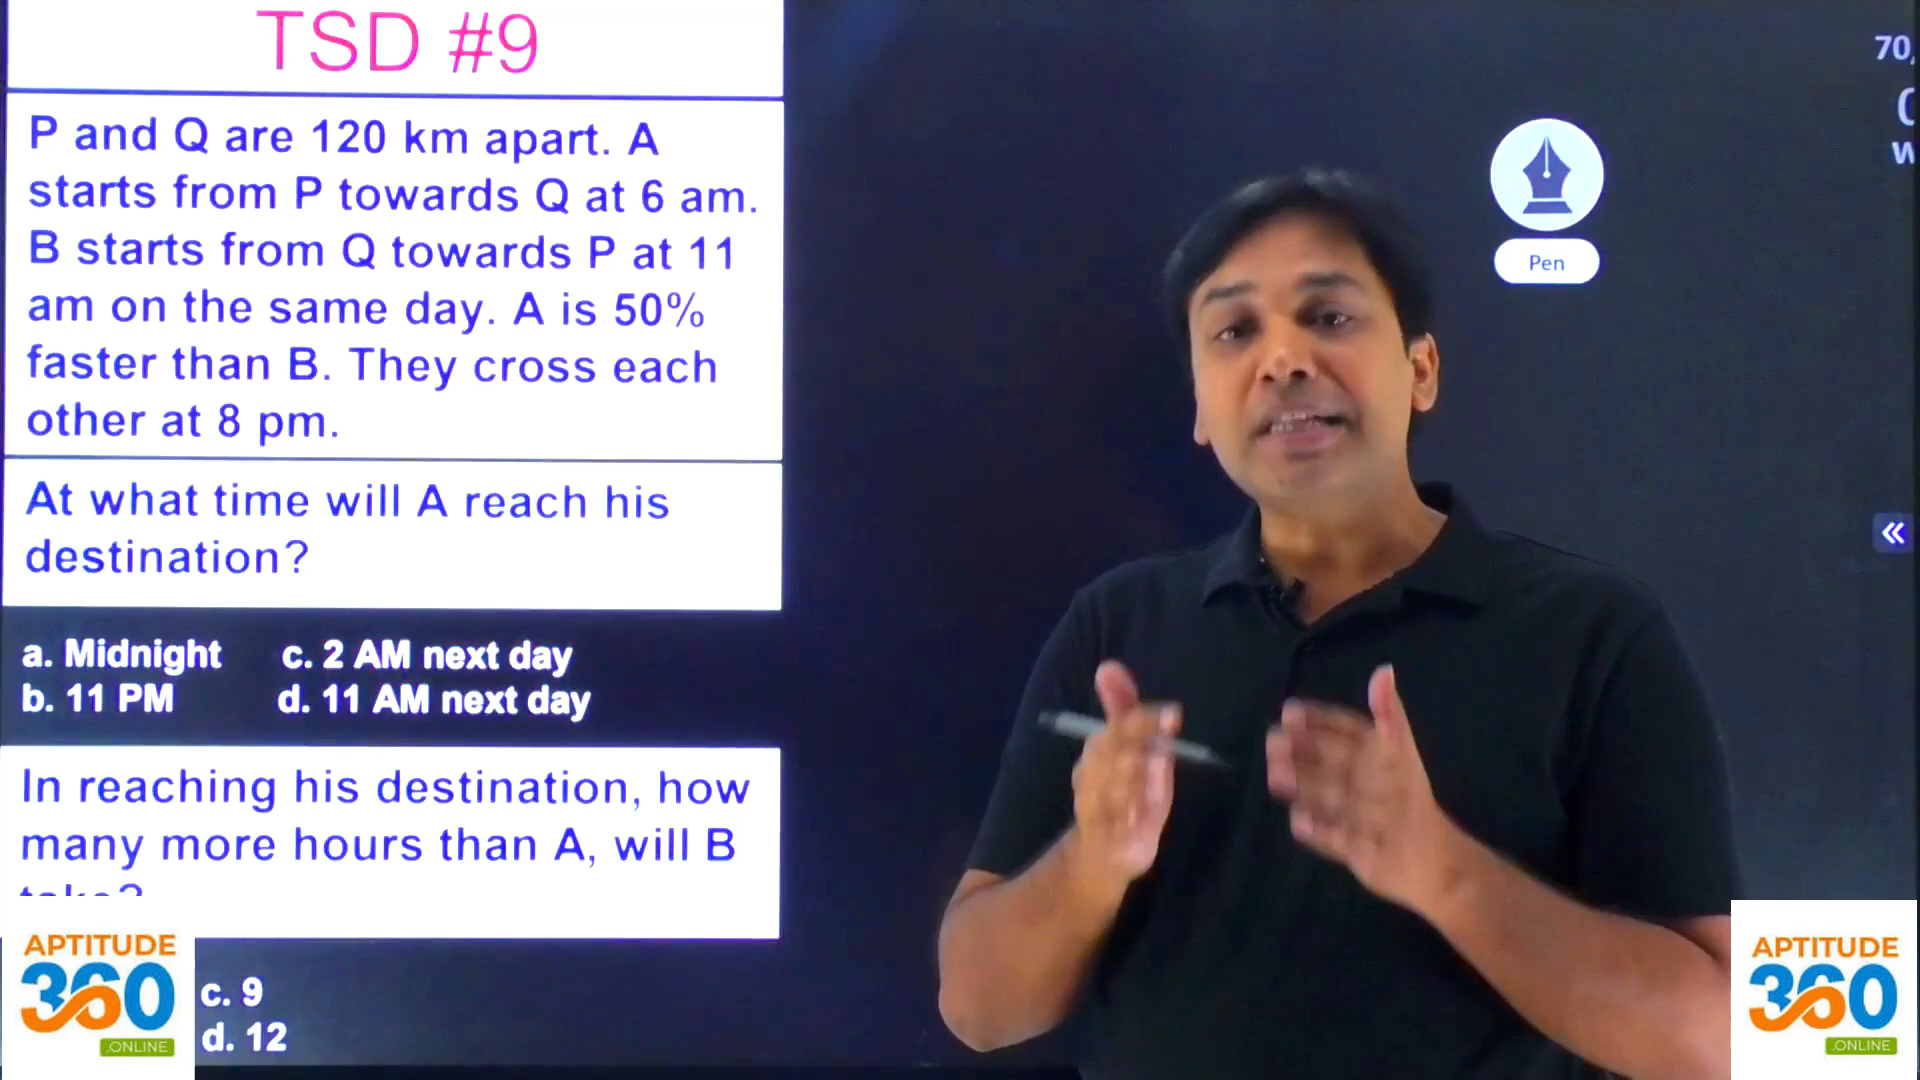 TSD #9
P and Q are 120 km apart. A
starts from P towards Q at 6 am.
B starts from Q towards P at 11
am on the same day. A is 50%
faster than B. They cross each
other at 8 pm.
At what time will A reach his
destination?
a. Midnight c. 2 AM next day
b. 11 PM d. 11 AM next day
In reaching his destination, how
many more hours than A, will B
take?
c. 9
d. 12
Pen
70,
«
APTITUDE
360
.ONLINE
APTITUDE
360
.ONLINE